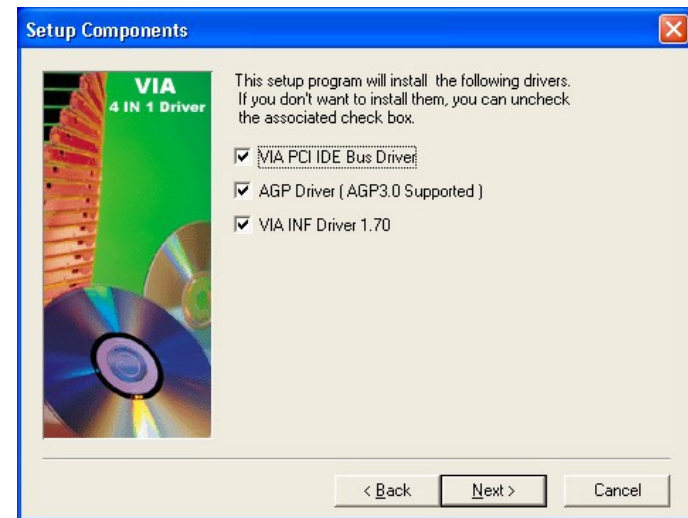 Setup Components
VIA
4 IN 1 Driver
This setup program will install  the following drivers.
If you don't want to install them, you can uncheck
the associated check box.
VIA PCI IDE Bus Driver
AGP Driver ( AGP3.0 Supported )
VIA INF Driver 1.70
< Back
Next >
Cancel